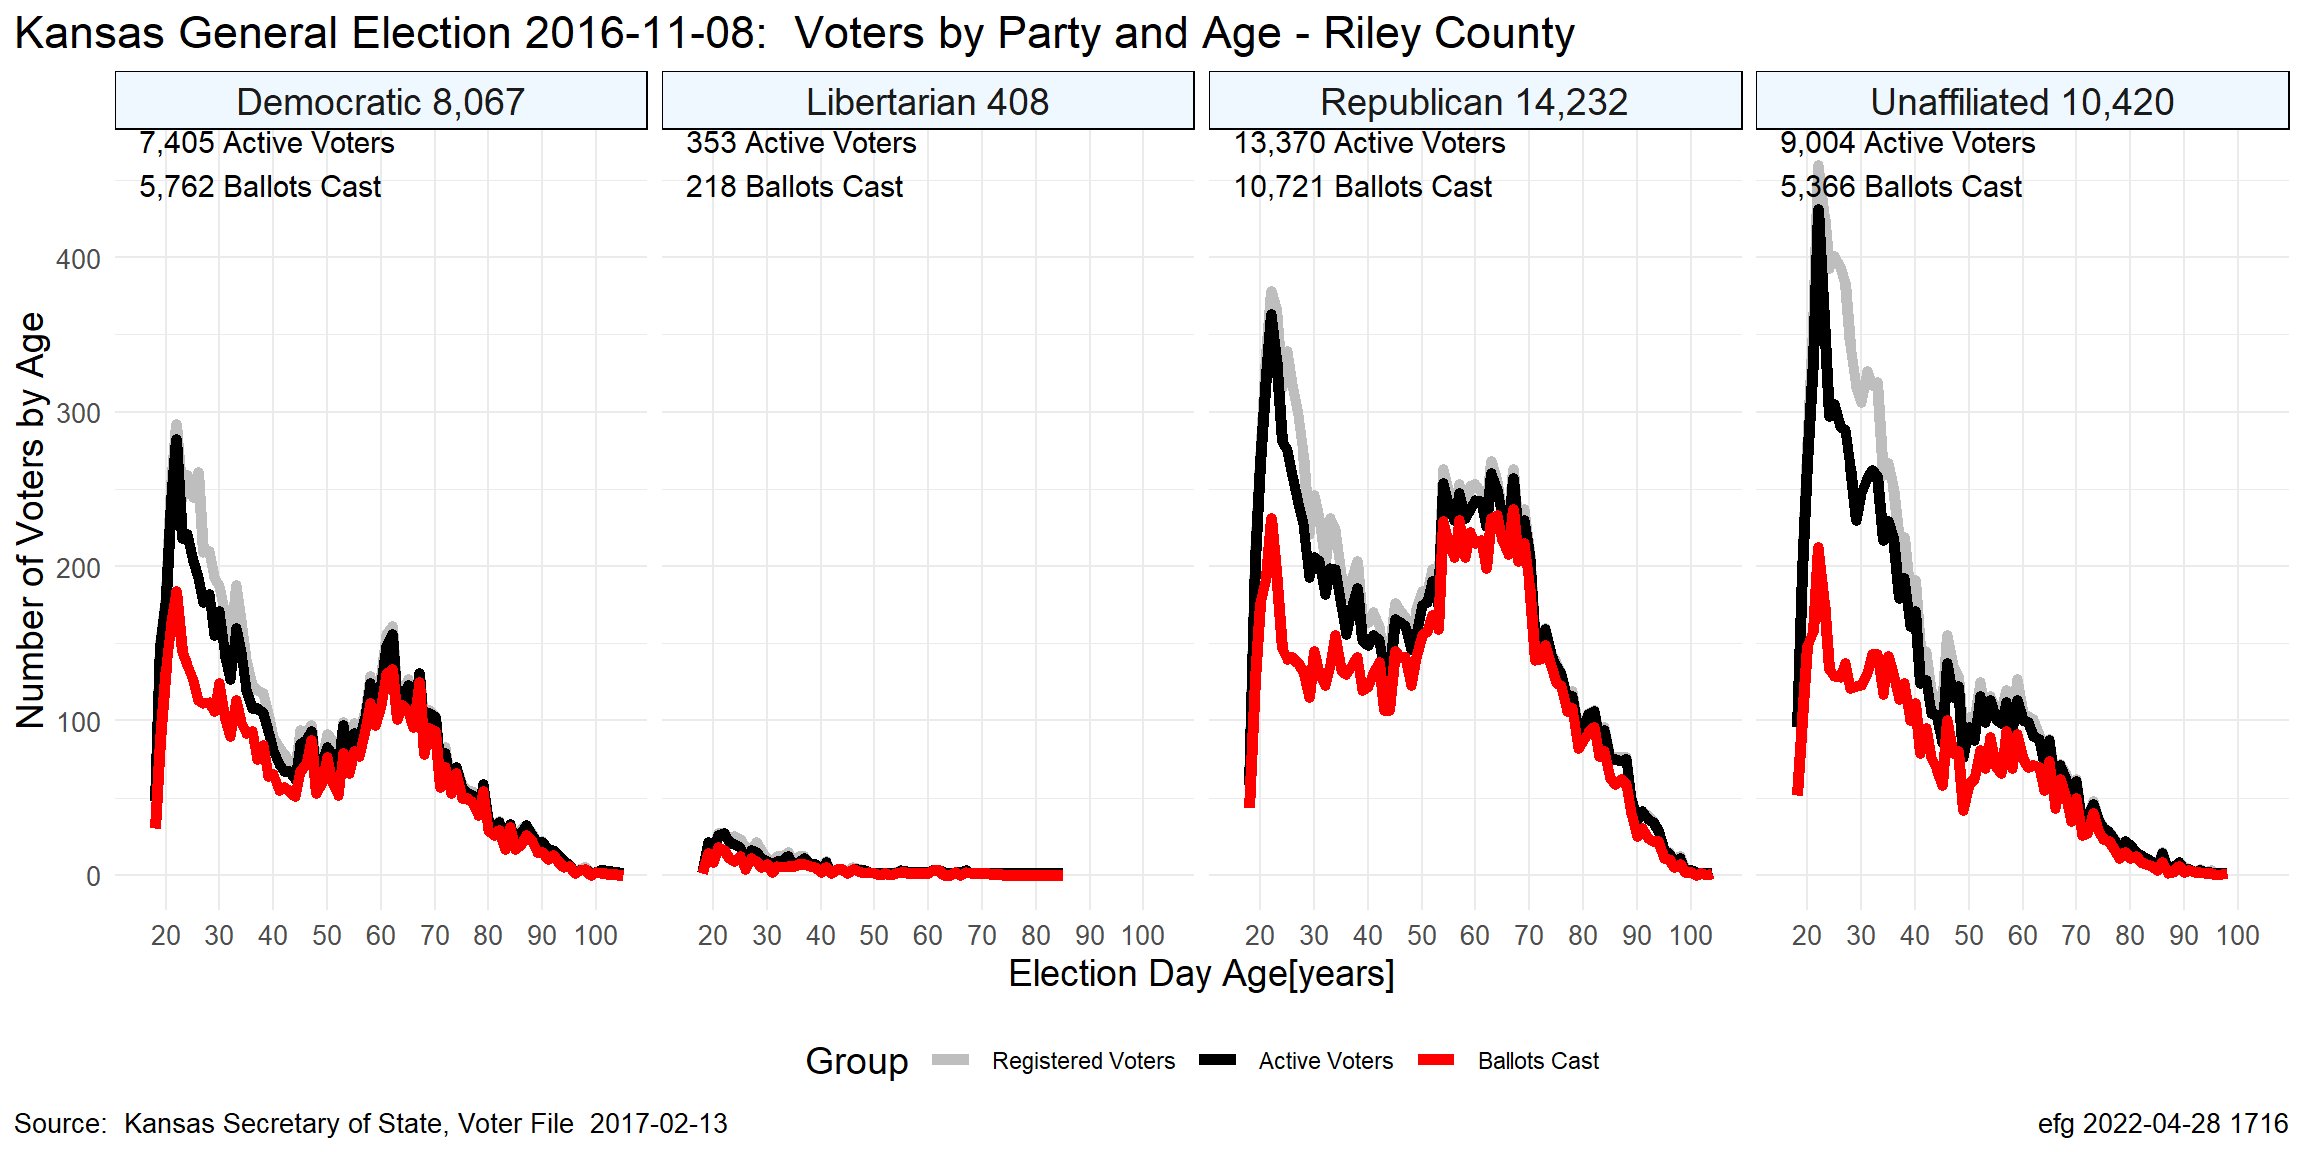 Kansas General Election 2016-11-08:  Voters by Party and Age - Riley County
Democratic 8,067
Libertarian 408
Republican 14,232
Unaffiliated 10,420
7,405 Active Voters
5,762 Ballots Cast
353 Active Voters
218 Ballots Cast
13,370 Active Voters
10,721 Ballots Cast
9,004 Active Voters
5,366 Ballots Cast
Number of Voters by Age
400
300
200
100
0
20 30 40 50 60 70 80 90 100
20 30 40 50 60 70 80 90 100
20 30 40 50 60 70 80 90 100
20 30 40 50 60 70 80 90 100
Election Day Age[years]
Group Registered Voters Active Voters Ballots Cast
Source:  Kansas Secretary of State, Voter File  2017-02-13
efg 2022-04-28 1716